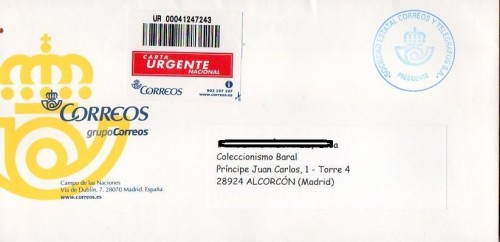 UR 00041247243
CARTA
URGENTE
NACIONAL
CORREOS
902 197 197
www.correos.es
SOCIEDAD ESTATAL CORREOS Y TELEGRAFOS S.A.
PRESIDENTE
CORREOS
grupoCorreos
Coleccionismo Baral
Príncipe Juan Carlos, 1 - Torre 4
28924 ALCORCÓN (Madrid)
Campo de las Naciones
Vía de Dublín, 7. 28070 Madrid. España
www.correos.es